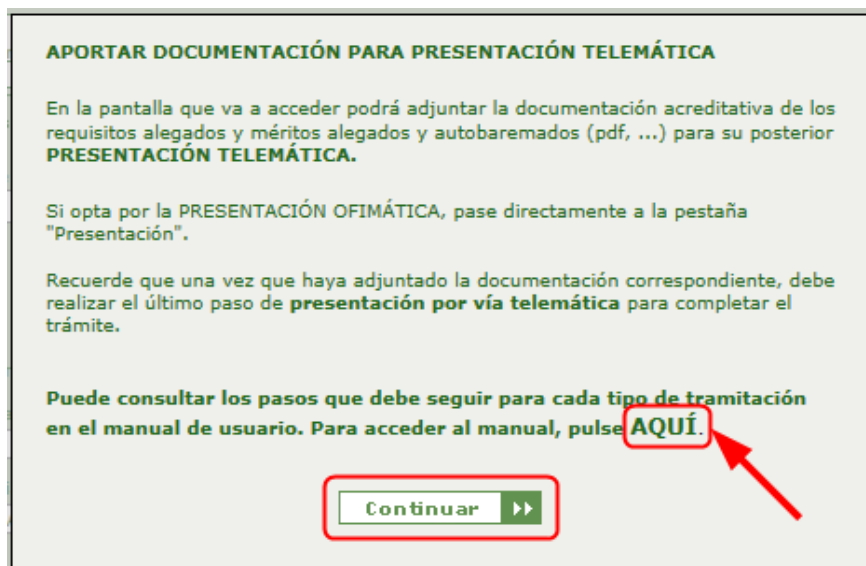 APORTAR DOCUMENTACIÓN PARA PRESENTACIÓN TELEMÁTICA
En la pantalla que va a acceder podrá adjuntar la documentación acreditativa de los
requisitos alegados y méritos alegados y autobaremados (pdf, ...) para su posterior
PRESENTACIÓN TELEMÁTICA.
Si opta por la PRESENTACIÓN OFIMÁTICA, pase directamente a la pestaña
"Presentación".
Recuerde que una vez que haya adjuntado la documentación correspondiente, debe
realizar el último paso de presentación por vía telemática para completar el
trámite.
Puede consultar los pasos que debe seguir para cada tipo de tramitación
en el manual de usuario. Para acceder al manual, pulse AQUÍ.
Continuar